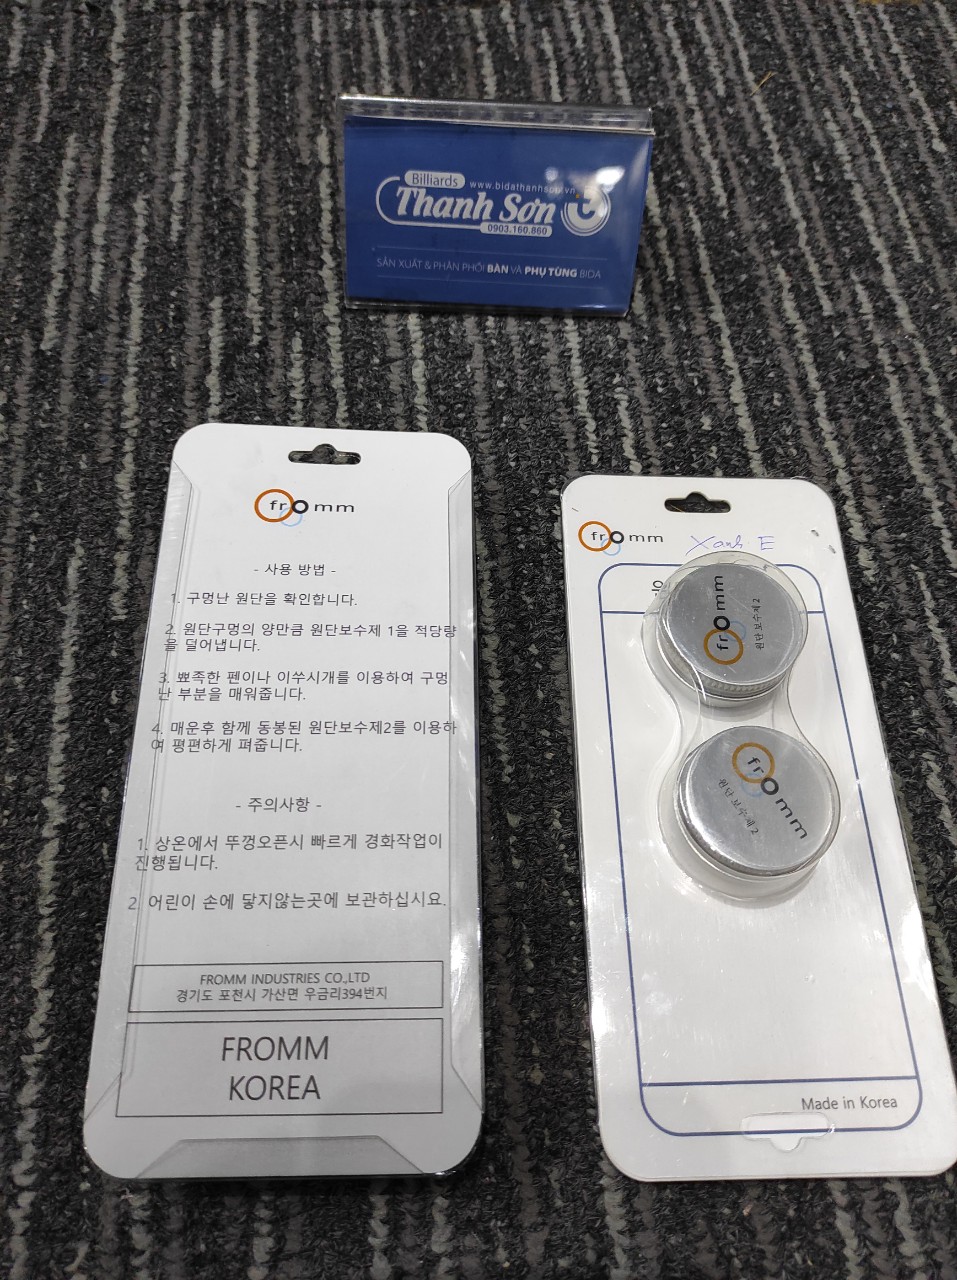 Billiards
www.bidathanhson.vn
Thanh Sơn
0903.160.860
SẢN XUẤT & PHÂN PHỐI BÀN VÀ PHỤ TÙNG BIDA
fromm
- 사용 방법 -
1. 구멍난 원단을 확인합니다.
2. 원단구멍의 양만큼 원단보수제 1을 적당량
을 덜어냅니다.
3. 뾰족한 펜이나 이쑤시개를 이용하여 구멍
난 부분을 매워줍니다.
4. 매운후 함께 동봉된 원단보수제2를 이용하
여 평편하게 펴줍니다.
- 주의사항 -
1. 상온에서 뚜껑오픈시 빠르게 경화작업이
진행됩니다.
2. 어린이 손에 닿지않는곳에 보관하십시요.
FROMM INDUSTRIES CO.,LTD
경기도 포천시 가산면 우금리394번지
FROMM
KOREA
fromm
Xanh E
fromm
원단 보수제 2
fromm
원단 보수제 2
Made in Korea